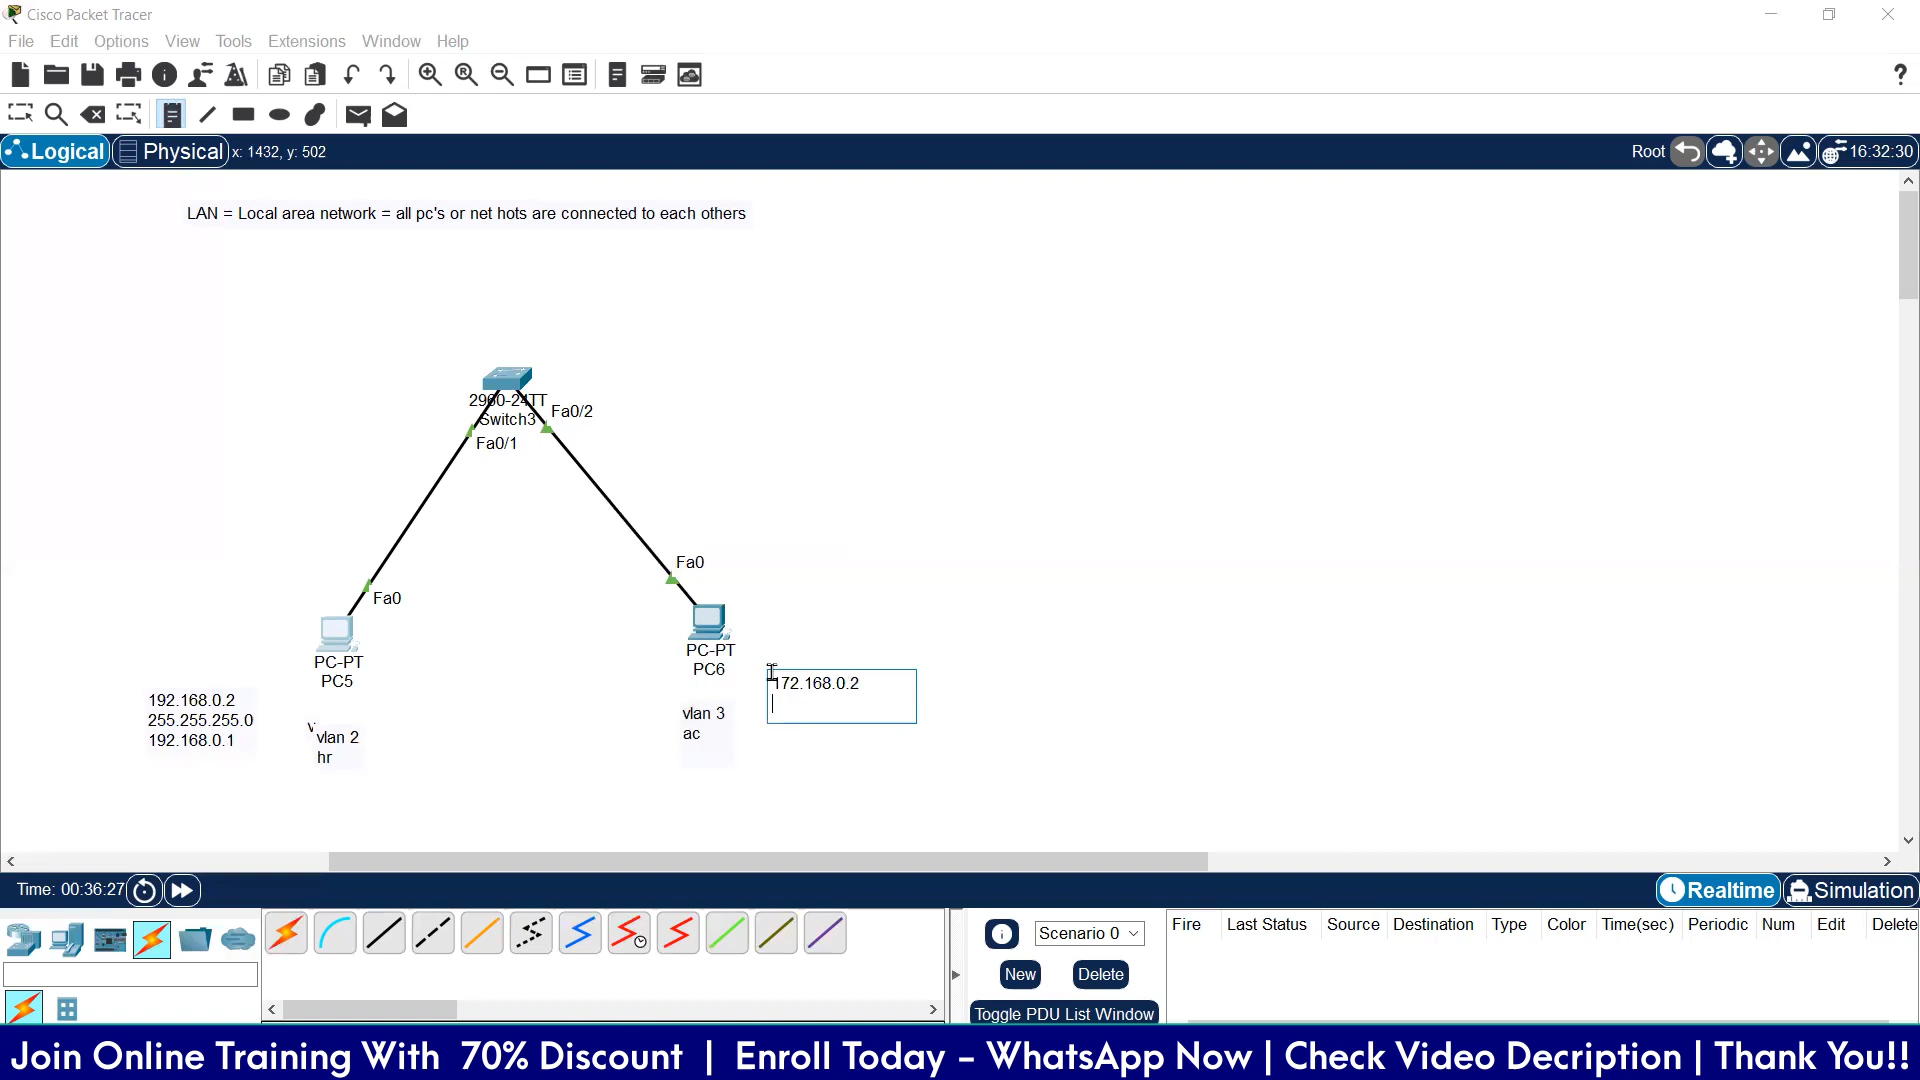 Cisco Packet Tracer
File Edit Options View Tools Extensions Window Help
?
Logical Physical x: 1432, y: 502
Root 16:32:30
LAN = Local area network = all pc's or net hots are connected to each others
2960-24TT
Switch3
Fa0/2
Fa0/1
Fa0
Fa0
PC-PT
PC5
PC-PT
PC6
192.168.0.2
255.255.255.0
192.168.0.1
v
vlan 2
hr
vlan 3
ac
172.168.0.2
Time: 00:36:27
Realtime Simulation
Scenario 0
New Delete
Toggle PDU List Window
Fire Last Status Source Destination Type Color Time(sec) Periodic Num Edit Delete
Join Online Training With 70% Discount | Enroll Today - WhatsApp Now | Check Video Decription | Thank You!!